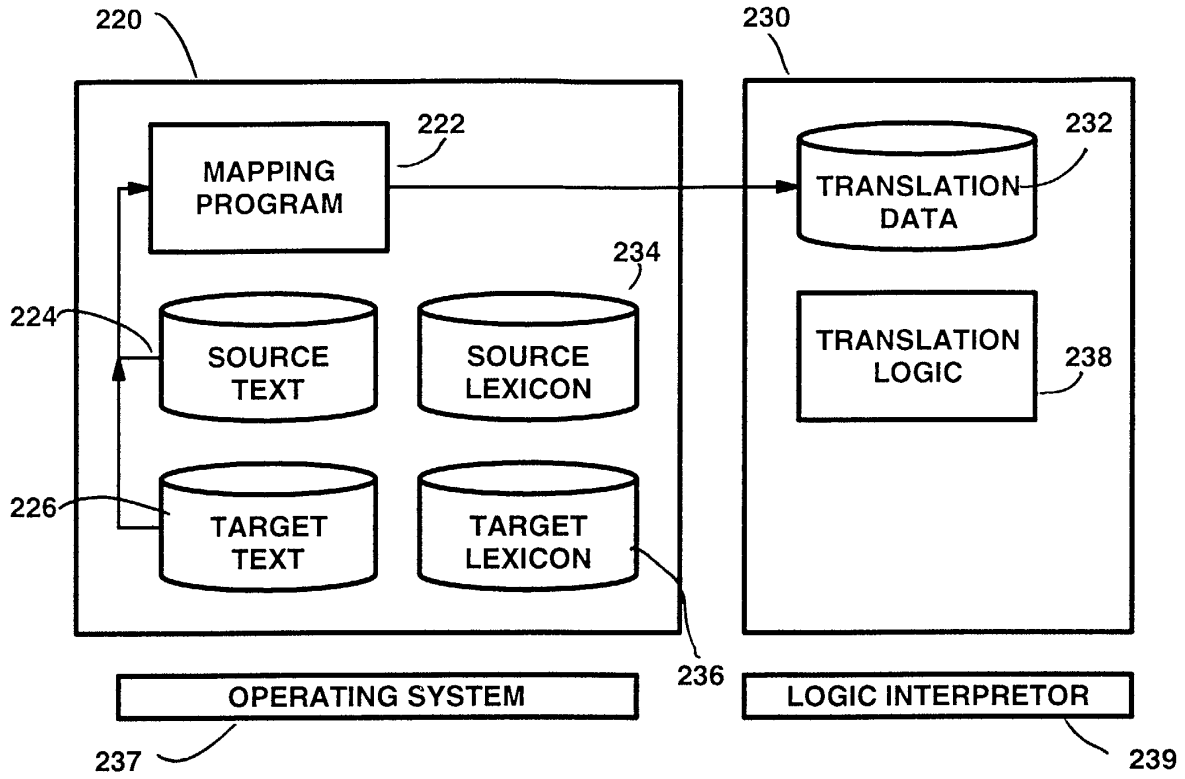 220
230
MAPPING
PROGRAM
222
TRANSLATION
DATA
232
224
SOURCE
TEXT
234
SOURCE
LEXICON
TRANSLATION
LOGIC
238
226
TARGET
TEXT
TARGET
LEXICON
236
OPERATING SYSTEM
LOGIC INTERPRETOR
237
239